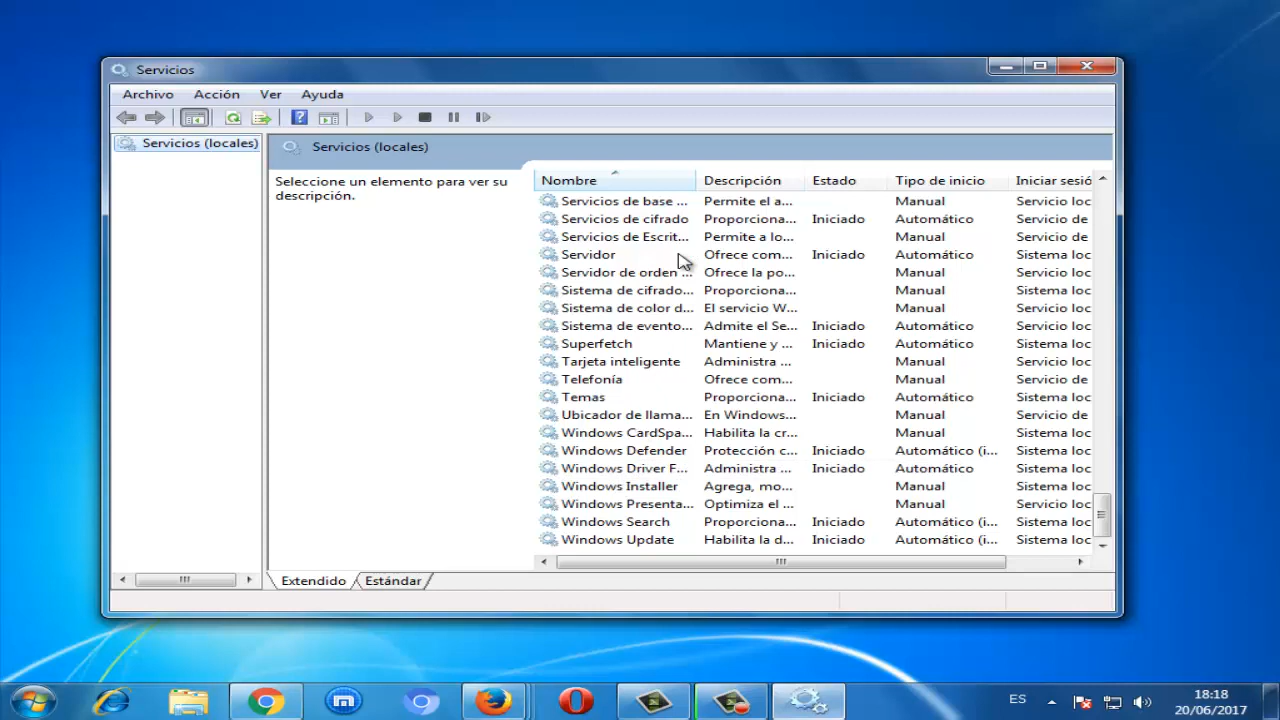 Servicios
Archivo Acción Ver Ayuda
Servicios (locales)
Servicios (locales)
Seleccione un elemento para ver su
descripción.
Nombre Descripción Estado Tipo de inicio Iniciar sesió
Servicios de base ... Permite el a... Manual Servicio loc
Servicios de cifrado Proporciona... Iniciado Automático Servicio de
Servicios de Escrit... Permite a lo... Manual Servicio de
Servidor Ofrece com... Iniciado Automático Sistema loc
Servidor de orden ... Ofrece la po... Manual Servicio loc
Sistema de cifrado... Proporciona... Manual Sistema loc
Sistema de color d... El servicio W... Manual Servicio loc
Sistema de evento... Admite el Se... Iniciado Automático Servicio loc
Superfetch Mantiene y ... Iniciado Automático Sistema loc
Tarjeta inteligente Administra ... Manual Servicio loc
Telefonía Ofrece com... Manual Servicio de
Temas Proporciona... Iniciado Automático Sistema loc
Ubicador de llama... En Windows... Manual Servicio de
Windows CardSpa... Habilita la cr... Manual Sistema loc
Windows Defender Protección c... Iniciado Automático (i... Sistema loc
Windows Driver F... Administra ... Iniciado Automático Sistema loc
Windows Installer Agrega, mo... Manual Sistema loc
Windows Presenta... Optimiza el ... Manual Servicio loc
Windows Search Proporciona... Iniciado Automático (i... Sistema loc
Windows Update Habilita la d... Iniciado Automático (i... Sistema loc
Extendido Estándar
ES
18:18
20/06/2017